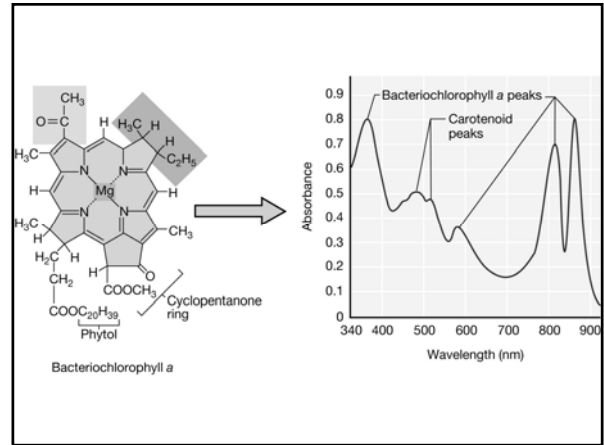 CH₃
O=C
H
H₃C
H
H
C₂H₅
H₃C
N
N
H
Mg
H
N
N
H₃C
H
CH₃
H₂C
H
O
CH₂
COOCH₃
COOC₂₀H₃₉
Phytol
Cyclopentanone
ring
Bacteriochlorophyll a
Bacteriochlorophyll a peaks
Carotenoid
peaks
Absorbance
0.9
0.8
0.7
0.6
0.5
0.4
0.3
0.2
0.1
0
340 400 500 600 700 800 900
Wavelength (nm)